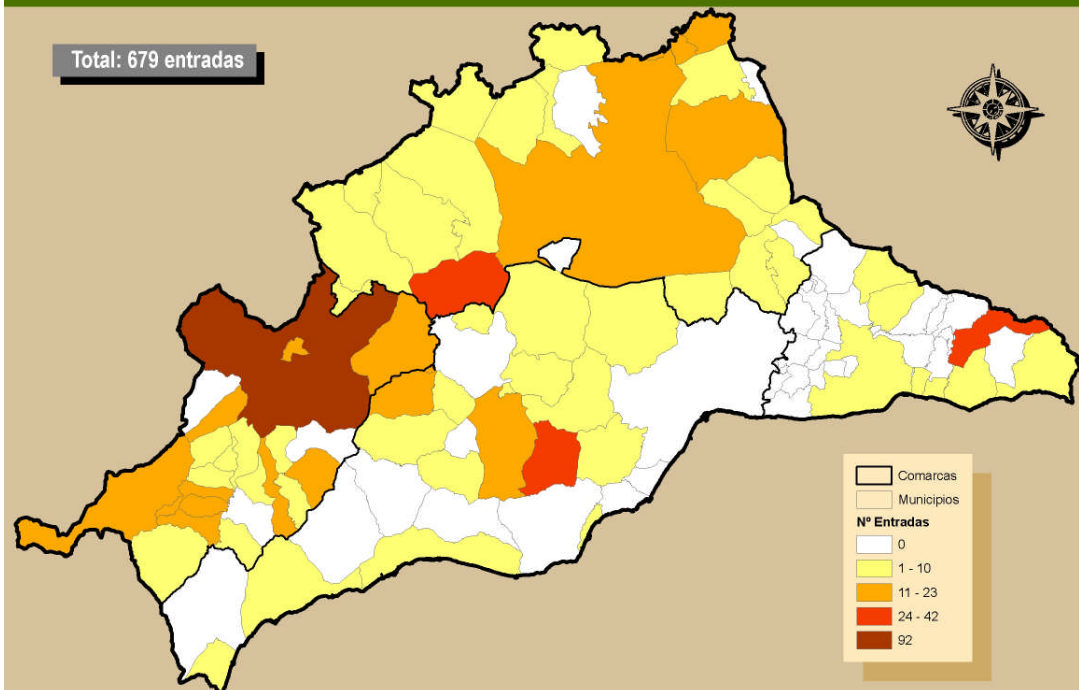 Total: 679 entradas
Comarcas
Municipios
Nº Entradas
0
1 - 10
11 - 23
24 - 42
92